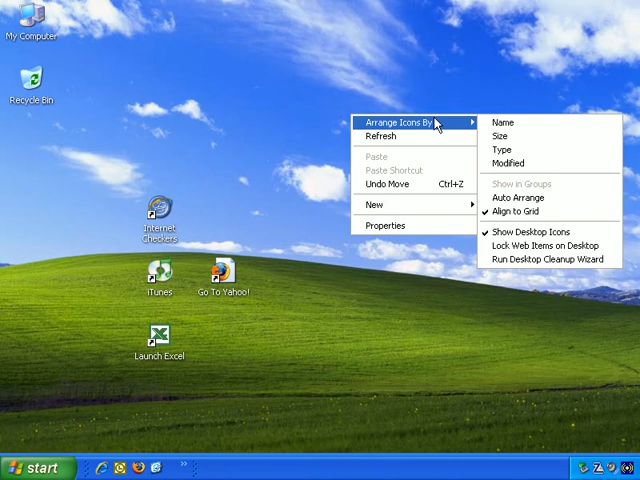 My Computer
Recycle Bin
Internet
Checkers
iTunes
Go To Yahoo!
Launch Excel
Arrange Icons By
Refresh
Paste
Paste Shortcut
Undo Move Ctrl+Z
New
Properties
Name
Size
Type
Modified
Show in Groups
Auto Arrange
Align to Grid
Show Desktop Icons
Lock Web Items on Desktop
Run Desktop Cleanup Wizard
start